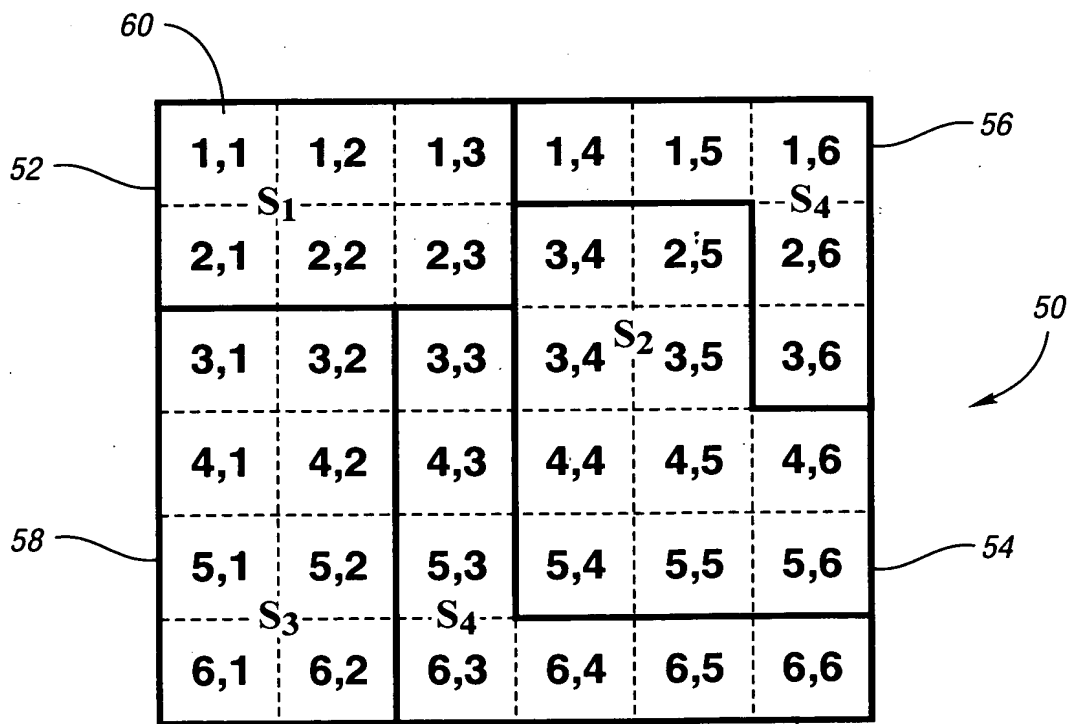 60
52
56
1,1 1,2 1,3 1,4 1,5 1,6
S1 S4
2,1 2,2 2,3 3,4 2,5 2,6
50
S2
3,1 3,2 3,3 3,4 3,5 3,6
4,1 4,2 4,3 4,4 4,5 4,6
58
54
5,1 5,2 5,3 5,4 5,5 5,6
S3 S4
6,1 6,2 6,3 6,4 6,5 6,6